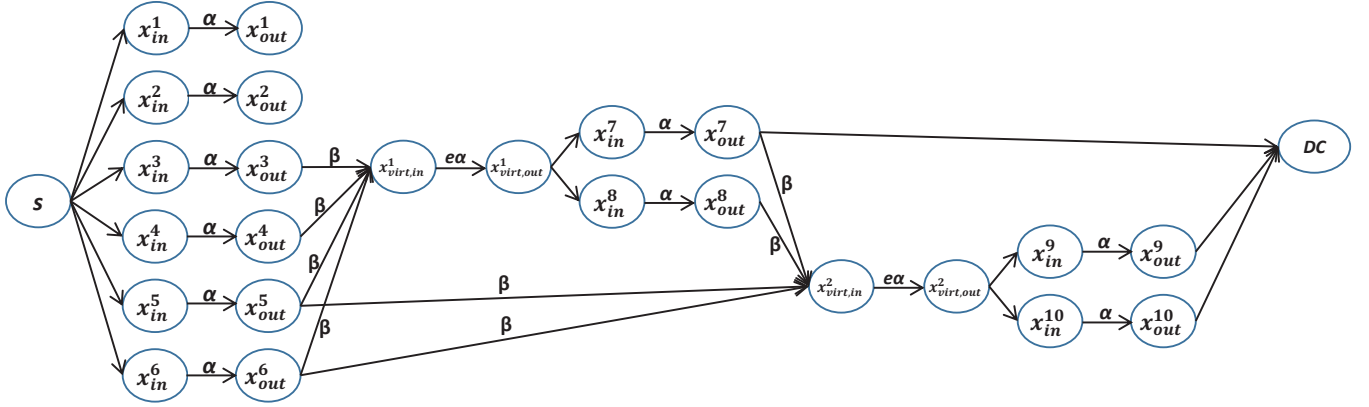 S
x_in^1 α x_out^1
x_in^2 α x_out^2
x_in^3 α x_out^3
x_in^4 α x_out^4
x_in^5 α x_out^5
x_in^6 α x_out^6
β
β
β
β
x_virt,in^1 eα x_virt,out^1
x_in^7 α x_out^7
x_in^8 α x_out^8
β
β
β
β
x_virt,in^2 eα x_virt,out^2
x_in^9 α x_out^9
x_in^10 α x_out^10
DC